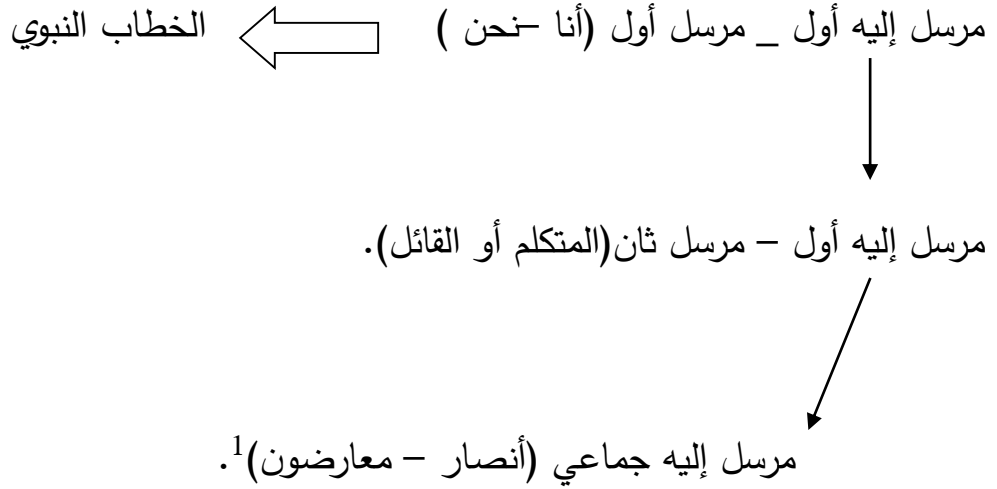 مرسل إليه أول _ مرسل أول (أنا –نحن ) الخطاب النبوي
مرسل إليه أول – مرسل ثان(المتكلم أو القائل).
مرسل إليه جماعي (أنصار – معارضون)1.